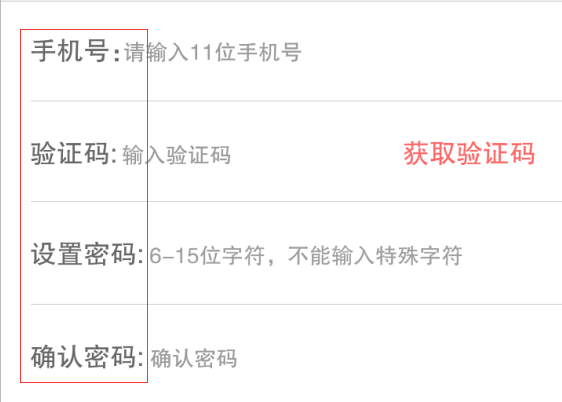 手机号:请输入11位手机号
验证码:输入验证码 获取验证码
设置密码:6-15位字符，不能输入特殊字符
确认密码:确认密码